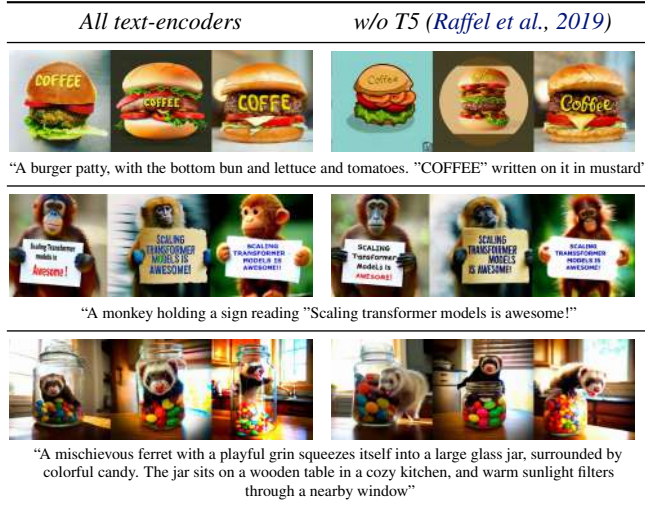 All text-encoders w/o T5 (Raffel et al., 2019)
COFFEE COFFEE COFFE Coffee Coffee
"A burger patty, with the bottom bun and lettuce and tomatoes. "COFFEE" written on it in mustard"
Scaling Transformer
models is
Awesome!
SCALING
TRANSFORMER
MODELS IS
AWESOME!
SCALING
TRANSFORMER
MODELS IS
AWESOME!!
SCALING
Transformer
Models is
AWESOME!
SCALING
TRANSFORMER
MODELS
IS AWESOME!
SCALING
TRANSFORMER
MODELS IS
AWESOME!!
"A monkey holding a sign reading "Scaling transformer models is awesome!"
"A mischievous ferret with a playful grin squeezes itself into a large glass jar, surrounded by
colorful candy. The jar sits on a wooden table in a cozy kitchen, and warm sunlight filters
through a nearby window"